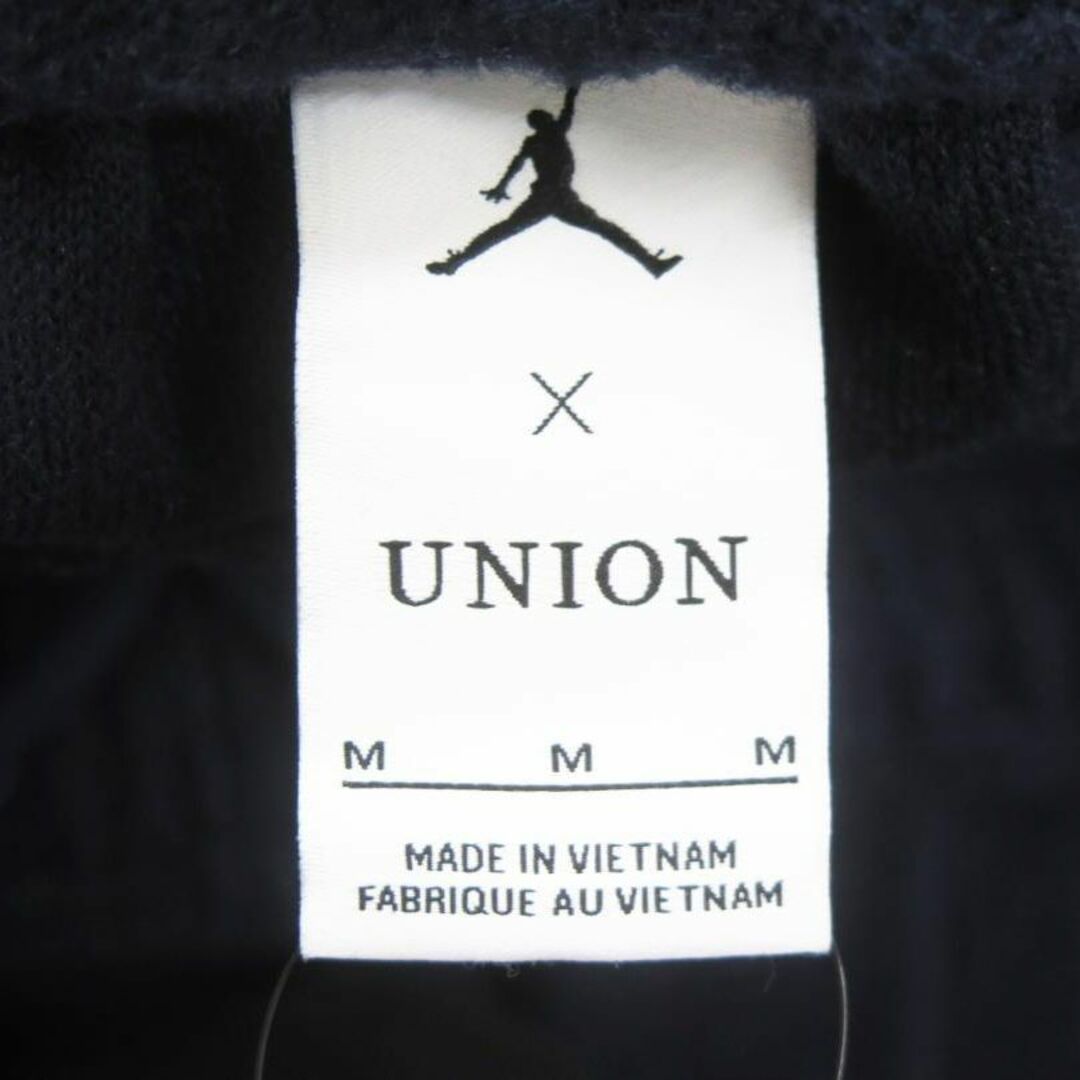 X
UNION
M M M
MADE IN VIETNAM
FABRIQUE AU VIETNAM